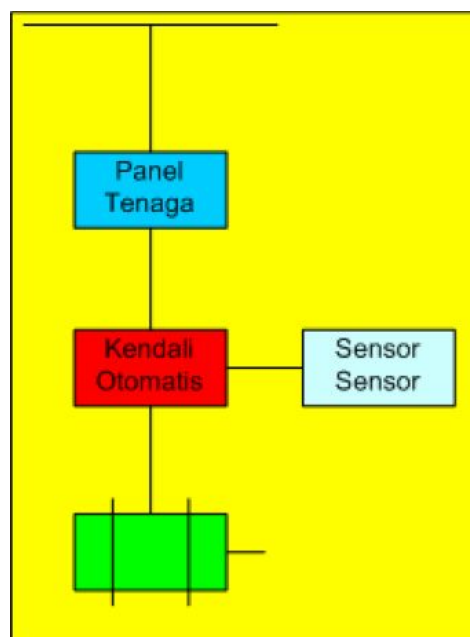 Panel
Tenaga
Kendali
Otomatis
Sensor
Sensor